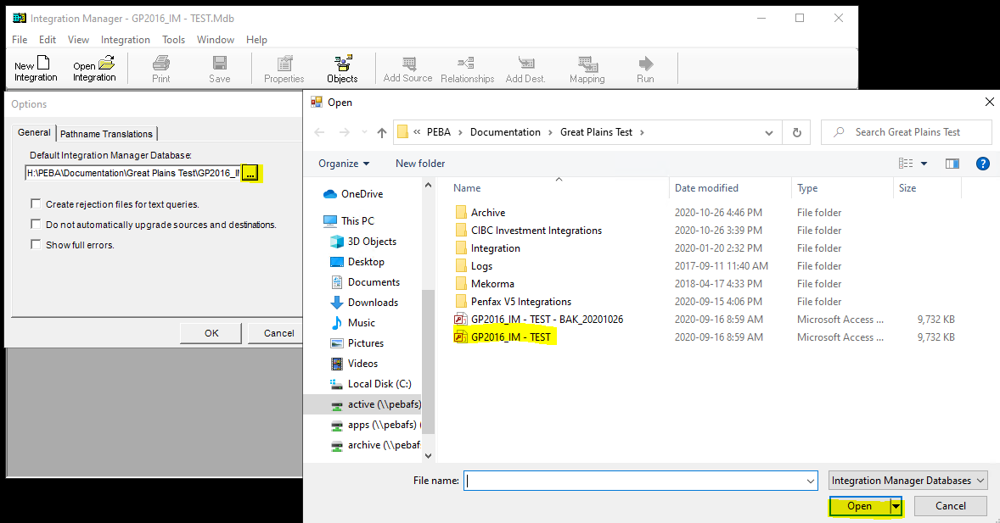 Integration Manager - GP2016_IM - TEST.Mdb
File Edit View Integration Tools Window Help
New Integration
Open Integration
Print
Save
Properties
Objects
Add Source
Relationships
Add Dest.
Mapping
Run
Options
General Pathname Translations
Default Integration Manager Database:
H:\PEBA\Documentation\Great Plains Test\GP2016_I
...
Create rejection files for text queries.
Do not automatically upgrade sources and destinations.
Show full errors.
OK Cancel
Open
« PEBA > Documentation > Great Plains Test >
Search Great Plains Test
Organize New folder
OneDrive
This PC
3D Objects
Desktop
Documents
Downloads
Music
Pictures
Videos
Local Disk (C:)
active (\\pebafs)
apps (\\pebafs) (
archive (\\pebaf
Name Date modified Type Size
Archive 2020-10-26 4:46 PM File folder
CIBC Investment Integrations 2020-10-26 3:39 PM File folder
Integration 2020-01-20 2:32 PM File folder
Logs 2017-09-11 11:40 AM File folder
Mekorma 2018-04-17 4:33 PM File folder
Penfax V5 Integrations 2020-09-15 4:06 PM File folder
GP2016_IM - TEST - BAK_20201026 2020-09-16 8:59 AM Microsoft Access ... 9,732 KB
GP2016_IM - TEST 2020-09-16 8:59 AM Microsoft Access ... 9,732 KB
File name:
Integration Manager Databases
Open Cancel